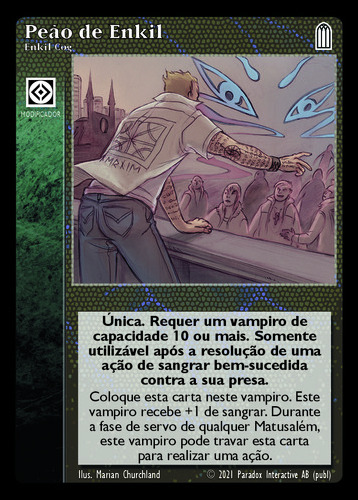 Peão de Enkil
Enkil Cog
MODIFICADOR
Única. Requer um vampiro de
capacidade 10 ou mais. Somente
utilizável após a resolução de uma
ação de sangrar bem-sucedida
contra a sua presa.
Coloque esta carta neste vampiro. Este
vampiro recebe +1 de sangrar. Durante
a fase de servo de qualquer Matusalém,
este vampiro pode travar esta carta
para realizar uma ação.
Ilus. Marian Churchland
© 2021 Paradox Interactive AB (publ)